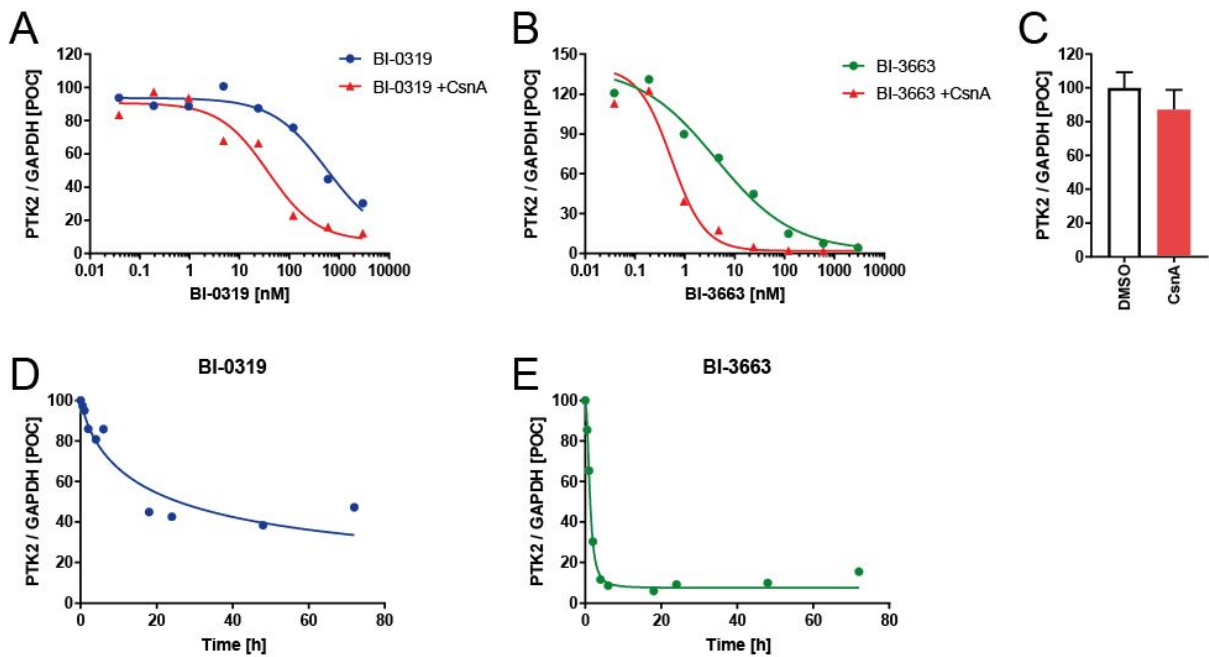 A
120
100
80
60
40
20
0
0.01 0.1 1 10 100 1000 10000
PTK2 / GAPDH [POC]
BI-0319 [nM]
BI-0319
BI-0319 +CsnA
B
150
120
90
60
30
0
0.01 0.1 1 10 100 1000 10000
PTK2 / GAPDH [POC]
BI-3663 [nM]
BI-3663
BI-3663 +CsnA
C
120
100
80
60
40
20
0
PTK2 / GAPDH [POC]
DMSO
CsnA
D
BI-0319
100
80
60
40
20
0
0 20 40 60 80
PTK2 / GAPDH [POC]
Time [h]
E
BI-3663
100
80
60
40
20
0
0 20 40 60 80
PTK2 / GAPDH [POC]
Time [h]